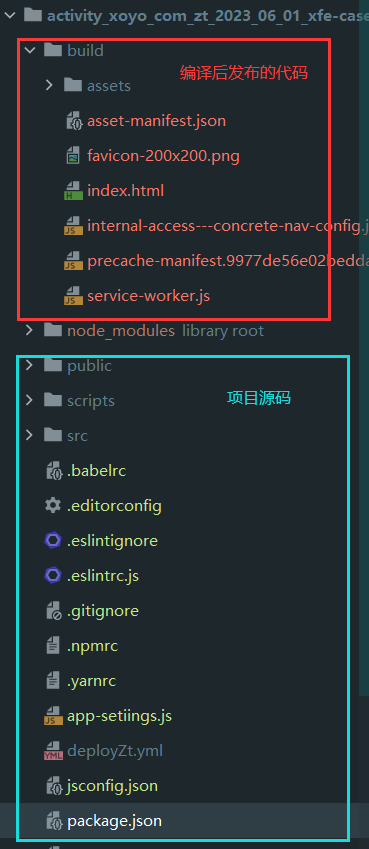 activity_xoyo_com_zt_2023_06_01_xfe-case
build
编译后发布的代码
assets
asset-manifest.json
favicon-200x200.png
index.html
internal-access---concrete-nav-config.j
precache-manifest.9977de56e02bedda
service-worker.js
node_modules library root
public
scripts
项目源码
src
.babelrc
.editorconfig
.eslintignore
.eslintrc.js
.gitignore
.npmrc
.yarnrc
app-setiings.js
deployZt.yml
jsconfig.json
package.json